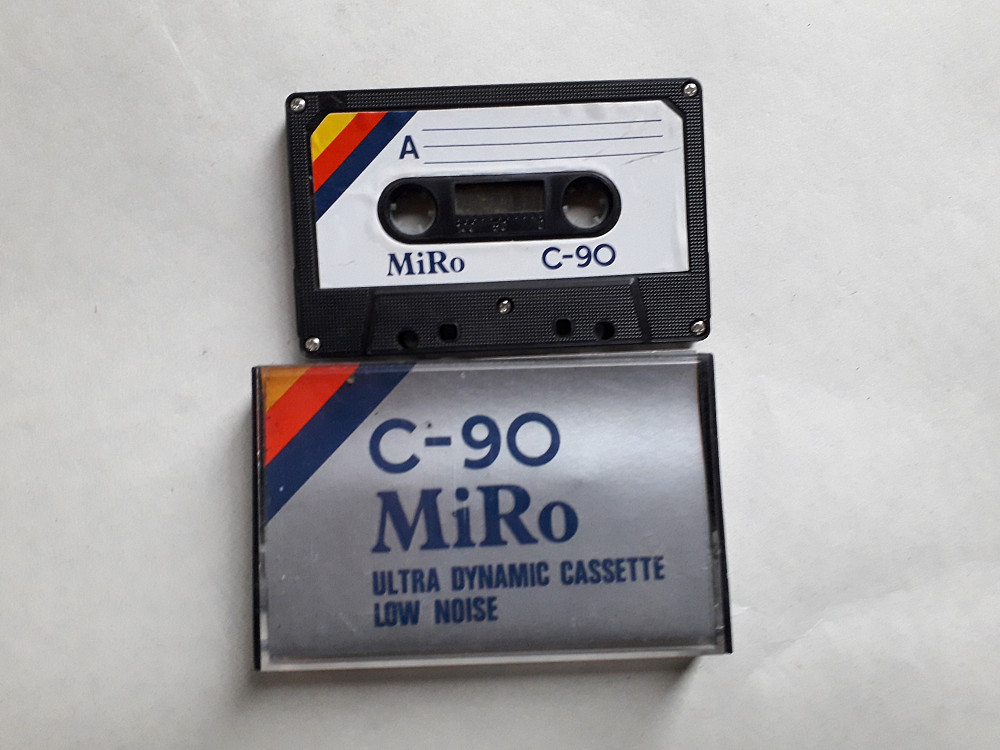 A
MiRo C-90
C-90
MiRo
ULTRA DYNAMIC CASSETTE
LOW NOISE